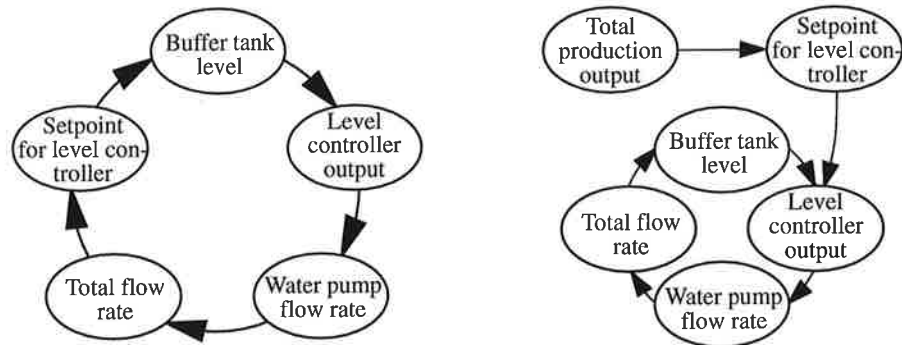 Buffer tank
level
Setpoint
for level con-
troller
Level
controller
output
Total flow
rate
Water pump
flow rate
Total
production
output
Setpoint
for level con-
troller
Buffer tank
level
Total flow
rate
Level
controller
output
Water pump
flow rate